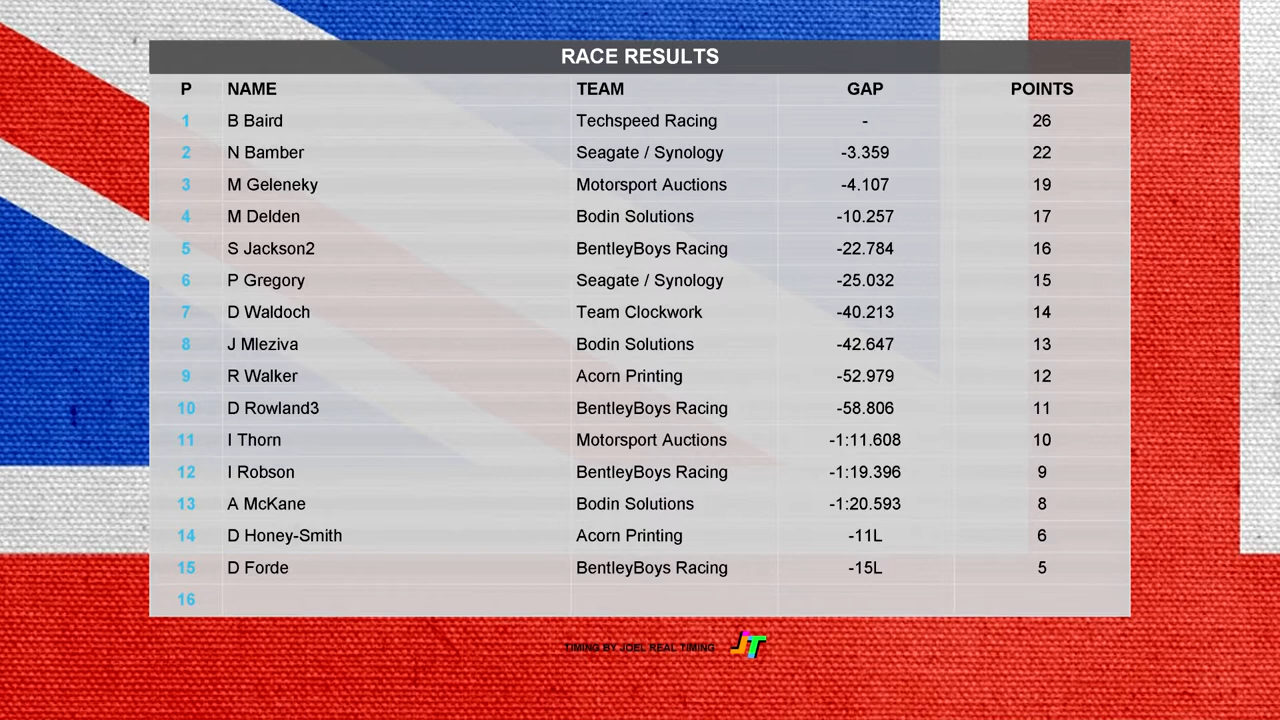 RACE RESULTS
P NAME TEAM GAP POINTS
1 B Baird Techspeed Racing - 26
2 N Bamber Seagate / Synology -3.359 22
3 M Geleneky Motorsport Auctions -4.107 19
4 M Delden Bodin Solutions -10.257 17
5 S Jackson2 BentleyBoys Racing -22.784 16
6 P Gregory Seagate / Synology -25.032 15
7 D Waldoch Team Clockwork -40.213 14
8 J Mleziva Bodin Solutions -42.647 13
9 R Walker Acorn Printing -52.979 12
10 D Rowland3 BentleyBoys Racing -58.806 11
11 I Thorn Motorsport Auctions -1:11.608 10
12 I Robson BentleyBoys Racing -1:19.396 9
13 A McKane Bodin Solutions -1:20.593 8
14 D Honey-Smith Acorn Printing -11L 6
15 D Forde BentleyBoys Racing -15L 5
16
TIMING BY JOEL REAL TIMING JT